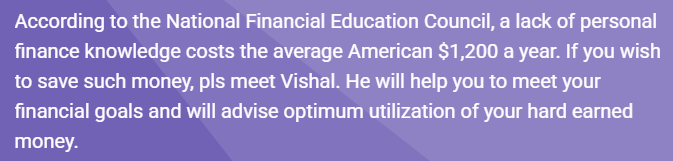 According to the National Financial Education Council, a lack of personal
finance knowledge costs the average American $1,200 a year. If you wish
to save such money, pls meet Vishal. He will help you to meet your
financial goals and will advise optimum utilization of your hard earned
money.